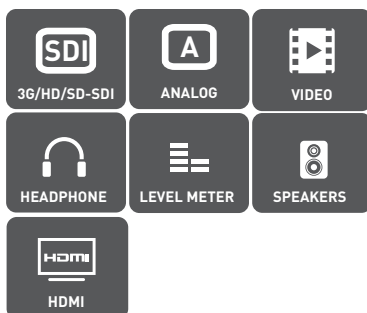 SDI
3G/HD/SD-SDI
A
ANALOG
VIDEO
HEADPHONE
LEVEL METER
SPEAKERS
HDMI
HDMI